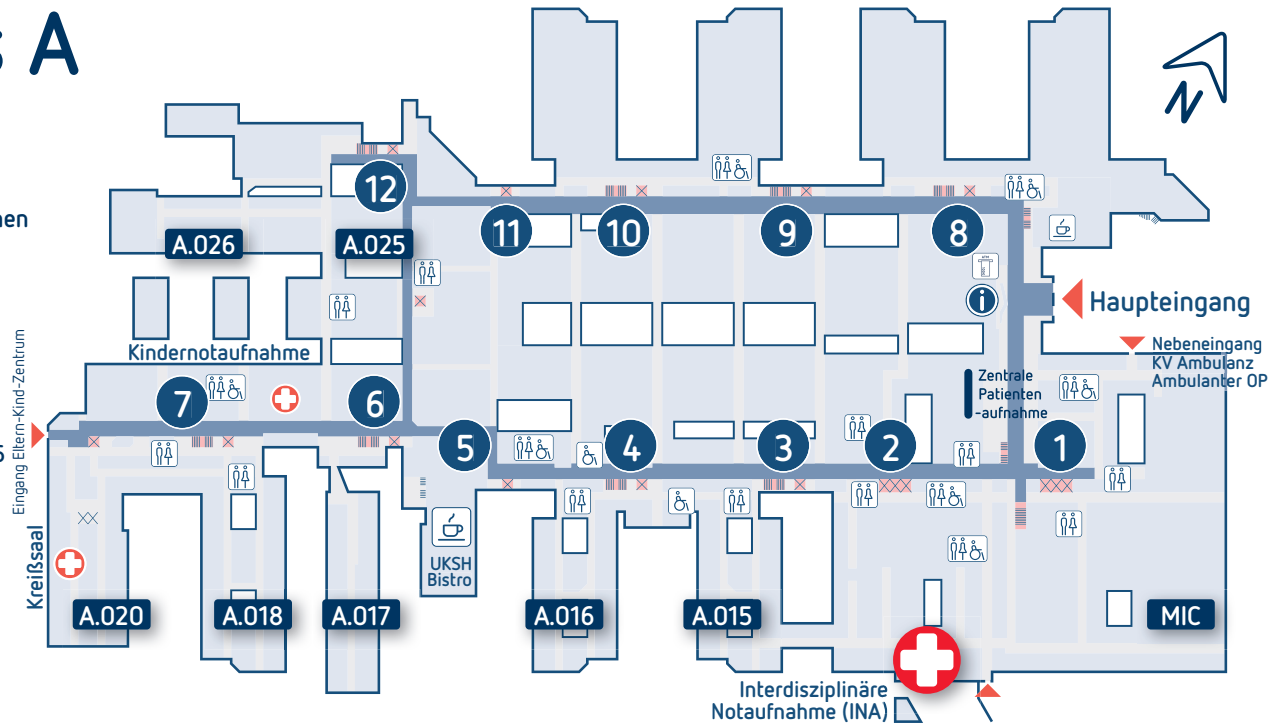 A
N
12
11
10
9
8
A.026
A.025
i
Haupteingang
Nebeneingang
KV Ambulanz
Ambulanter OP
Kindernotaufnahme
Zentrale
Patienten
-aufnahme
7
6
5
4
3
2
1
Eingang Eltern-Kind-Zentrum
Kreißsaal
UKSH
Bistro
A.020
A.018
A.017
A.016
A.015
MIC
Interdisziplinäre
Notaufnahme (INA)